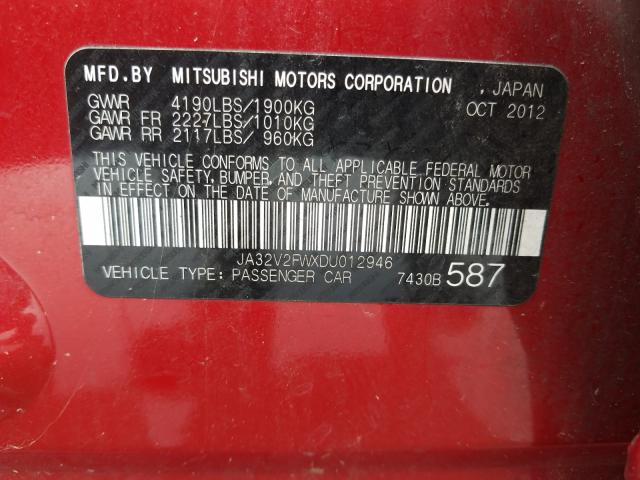 MFD.BY MITSUBISHI MOTORS CORPORATION , JAPAN
GVWR 4190LBS/1900KG OCT 2012
GAWR FR 2227LBS/1010KG
GAWR RR 2117LBS/ 960KG
THIS VEHICLE CONFORMS TO ALL APPLICABLE FEDERAL MOTOR
VEHICLE SAFETY, BUMPER, AND THEFT PREVENTION STANDARDS
IN EFFECT ON THE DATE OF MANUFACTURE SHOWN ABOVE.
JA32V2FWXDU012946
VEHICLE TYPE: PASSENGER CAR 7430B 587